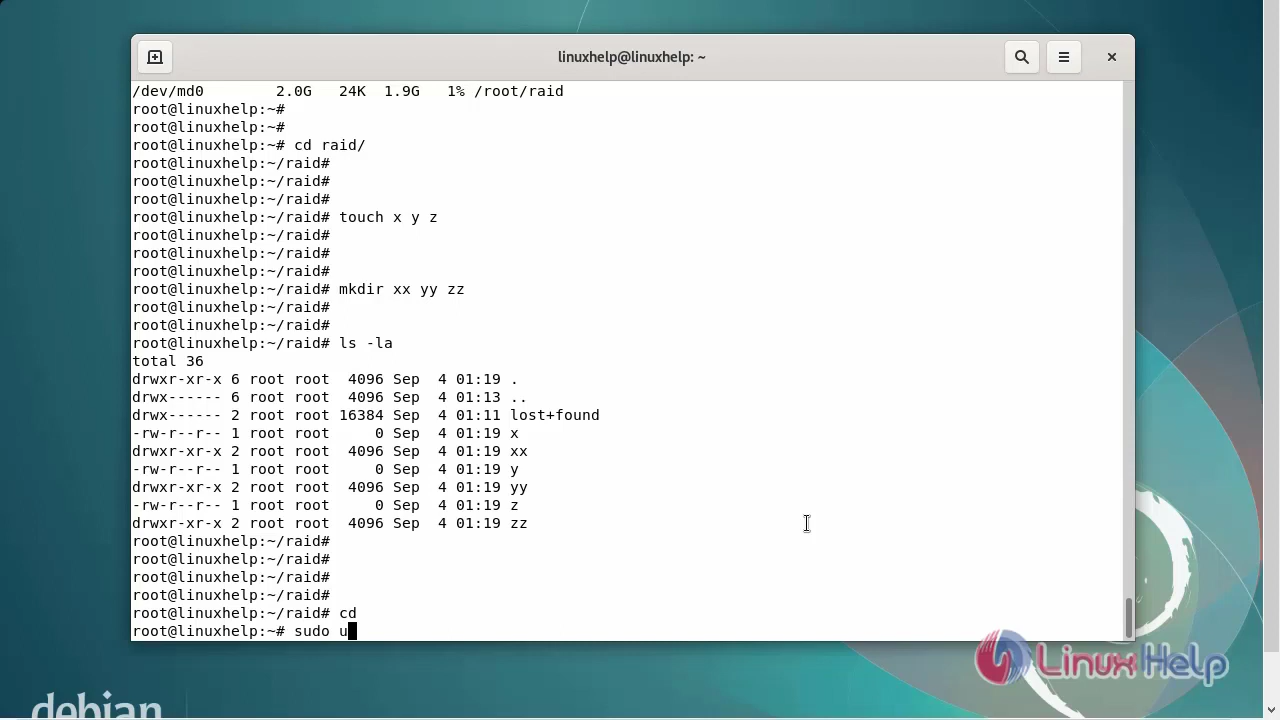 linuxhelp@linuxhelp: ~
/dev/md0        2.0G   24K  1.9G   1% /root/raid
root@linuxhelp:~#
root@linuxhelp:~#
root@linuxhelp:~# cd raid/
root@linuxhelp:~/raid#
root@linuxhelp:~/raid#
root@linuxhelp:~/raid#
root@linuxhelp:~/raid# touch x y z
root@linuxhelp:~/raid#
root@linuxhelp:~/raid#
root@linuxhelp:~/raid#
root@linuxhelp:~/raid# mkdir xx yy zz
root@linuxhelp:~/raid#
root@linuxhelp:~/raid#
root@linuxhelp:~/raid# ls -la
total 36
drwxr-xr-x 6 root root  4096 Sep  4 01:19 .
drwx------ 6 root root  4096 Sep  4 01:13 ..
drwx------ 2 root root 16384 Sep  4 01:11 lost+found
-rw-r--r-- 1 root root     0 Sep  4 01:19 x
drwxr-xr-x 2 root root  4096 Sep  4 01:19 xx
-rw-r--r-- 1 root root     0 Sep  4 01:19 y
drwxr-xr-x 2 root root  4096 Sep  4 01:19 yy
-rw-r--r-- 1 root root     0 Sep  4 01:19 z
drwxr-xr-x 2 root root  4096 Sep  4 01:19 zz
root@linuxhelp:~/raid#
root@linuxhelp:~/raid#
root@linuxhelp:~/raid#
root@linuxhelp:~/raid#
root@linuxhelp:~/raid# cd
root@linuxhelp:~# sudo u
Linux Help
debian